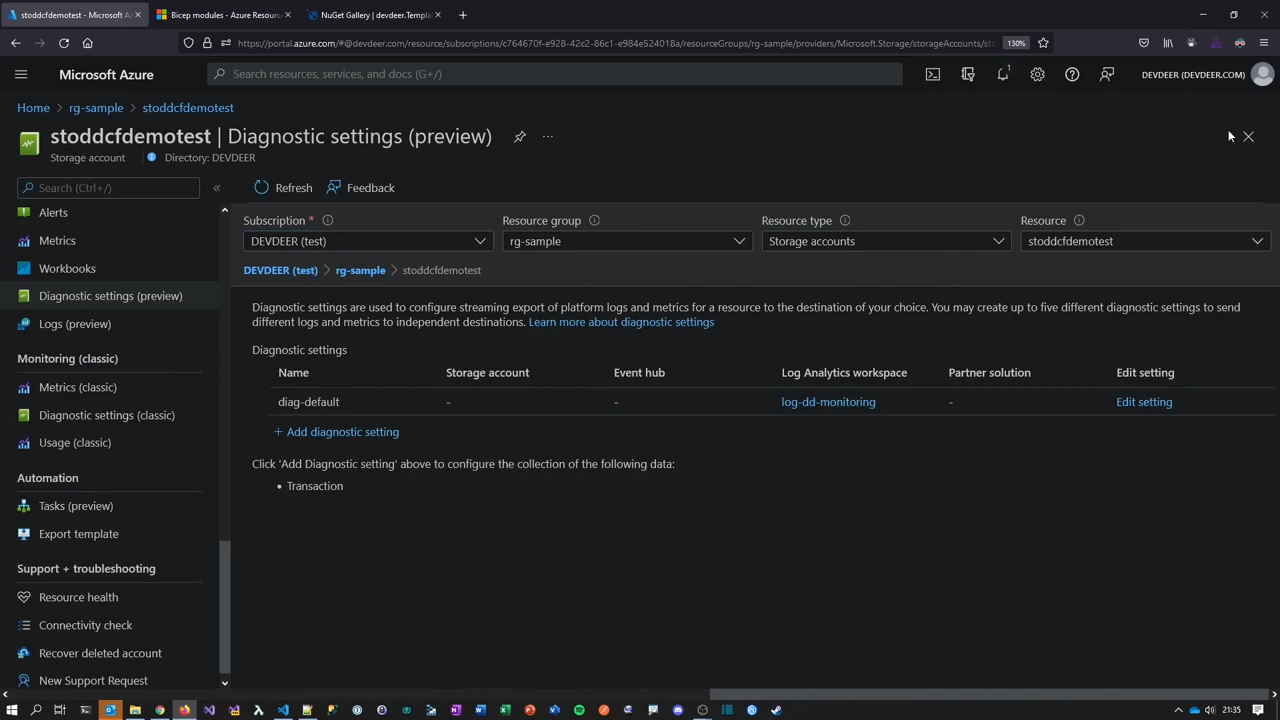 stoddcfdemotest - Microsoft Az
Bicep modules - Azure Resourc
NuGet Gallery | devdeer.Templa
https://portal.azure.com/#@devdeer.com/resource/subscriptions/c764670f-e928-42c2-86c1-e984e524018a/resourceGroups/rg-sample/providers/Microsoft.Storage/storageAccounts/sto
130%
Microsoft Azure
Search resources, services, and docs (G+/)
1
DEVDEER (DEVDEER.COM)
Home > rg-sample > stoddcfdemotest
stoddcfdemotest | Diagnostic settings (preview)
Storage account
Directory: DEVDEER
Search (Ctrl+/)
Refresh
Feedback
Alerts
Metrics
Workbooks
Diagnostic settings (preview)
Logs (preview)
Monitoring (classic)
Metrics (classic)
Diagnostic settings (classic)
Usage (classic)
Automation
Tasks (preview)
Export template
Support + troubleshooting
Resource health
Connectivity check
Recover deleted account
New Support Request
Subscription *
Resource group
Resource type
Resource
DEVDEER (test)
rg-sample
Storage accounts
stoddcfdemotest
DEVDEER (test) > rg-sample > stoddcfdemotest
Diagnostic settings are used to configure streaming export of platform logs and metrics for a resource to the destination of your choice. You may create up to five different diagnostic settings to send
different logs and metrics to independent destinations. Learn more about diagnostic settings
Diagnostic settings
Name
Storage account
Event hub
Log Analytics workspace
Partner solution
Edit setting
diag-default
-
-
log-dd-monitoring
-
Edit setting
+ Add diagnostic setting
Click 'Add Diagnostic setting' above to configure the collection of the following data:
• Transaction
21:35